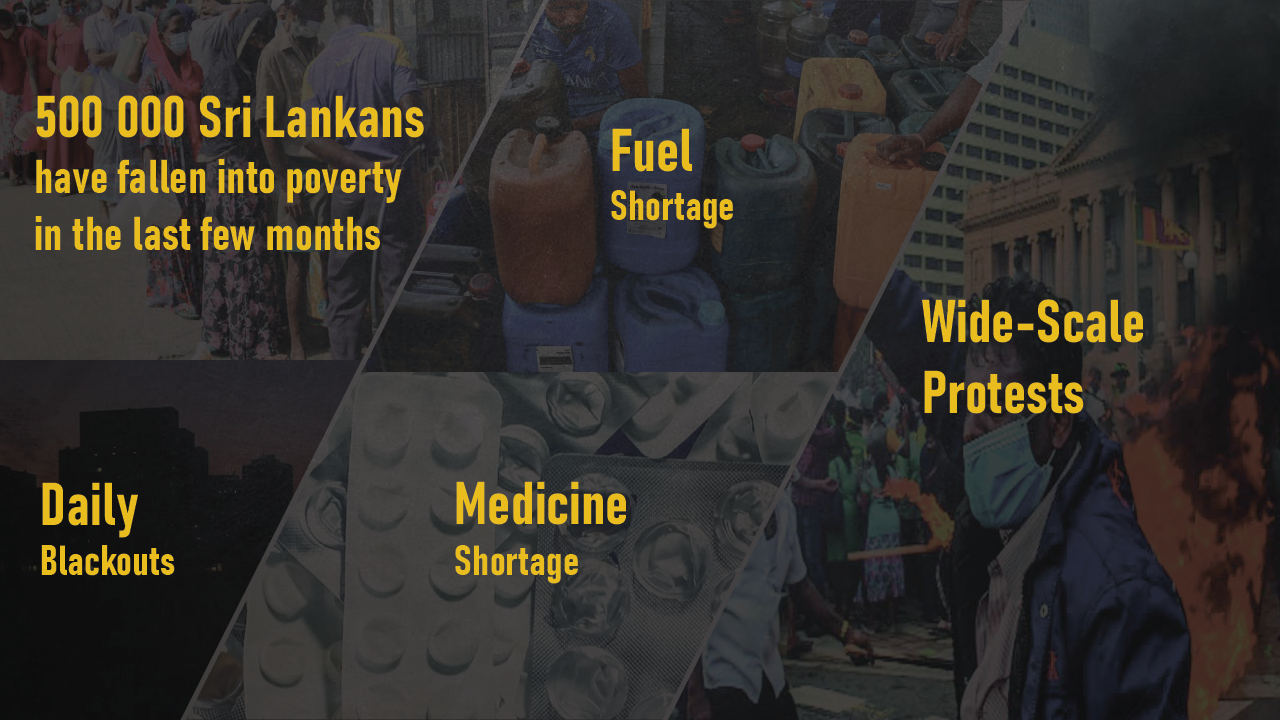 500 000 Sri Lankans
have fallen into poverty
in the last few months
Fuel
Shortage
Wide-Scale
Protests
Daily
Blackouts
Medicine
Shortage